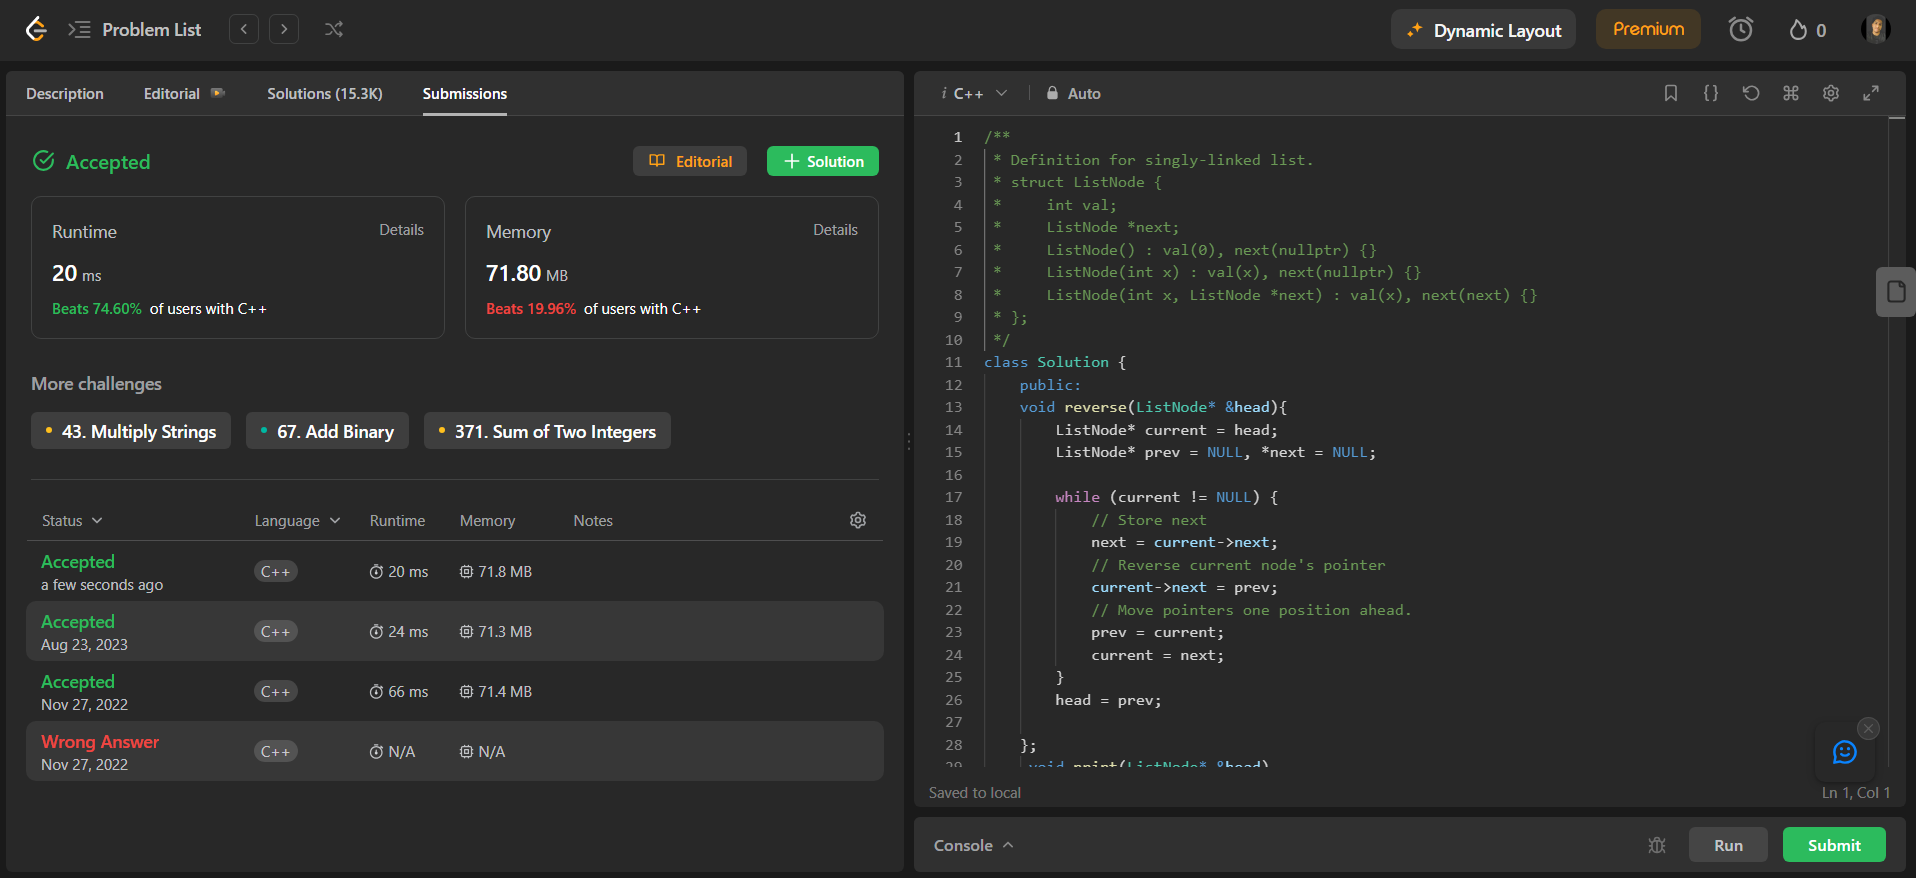 Problem List
Dynamic Layout
Premium
0
Description Editorial Solutions (15.3K) Submissions
Accepted
Editorial
Solution
Runtime Details
20 ms
Beats 74.60% of users with C++
Memory Details
71.80 MB
Beats 19.96% of users with C++
More challenges
43. Multiply Strings
67. Add Binary
371. Sum of Two Integers
Status Language Runtime Memory Notes
Accepted
a few seconds ago
C++ 20 ms 71.8 MB
Accepted
Aug 23, 2023
C++ 24 ms 71.3 MB
Accepted
Nov 27, 2022
C++ 66 ms 71.4 MB
Wrong Answer
Nov 27, 2022
C++ N/A N/A
i C++ Auto
1 /**
2 * Definition for singly-linked list.
3 * struct ListNode {
4 *     int val;
5 *     ListNode *next;
6 *     ListNode() : val(0), next(nullptr) {}
7 *     ListNode(int x) : val(x), next(nullptr) {}
8 *     ListNode(int x, ListNode *next) : val(x), next(next) {}
9 * };
10 */
11 class Solution {
12     public:
13     void reverse(ListNode* &head){
14         ListNode* current = head;
15         ListNode* prev = NULL, *next = NULL;
16
17         while (current != NULL) {
18             // Store next
19             next = current->next;
20             // Reverse current node's pointer
21             current->next = prev;
22             // Move pointers one position ahead.
23             prev = current;
24             current = next;
25         }
26         head = prev;
27
28     };
29     void print(ListNode* &head)
Saved to local
Ln 1, Col 1
Console
Run
Submit